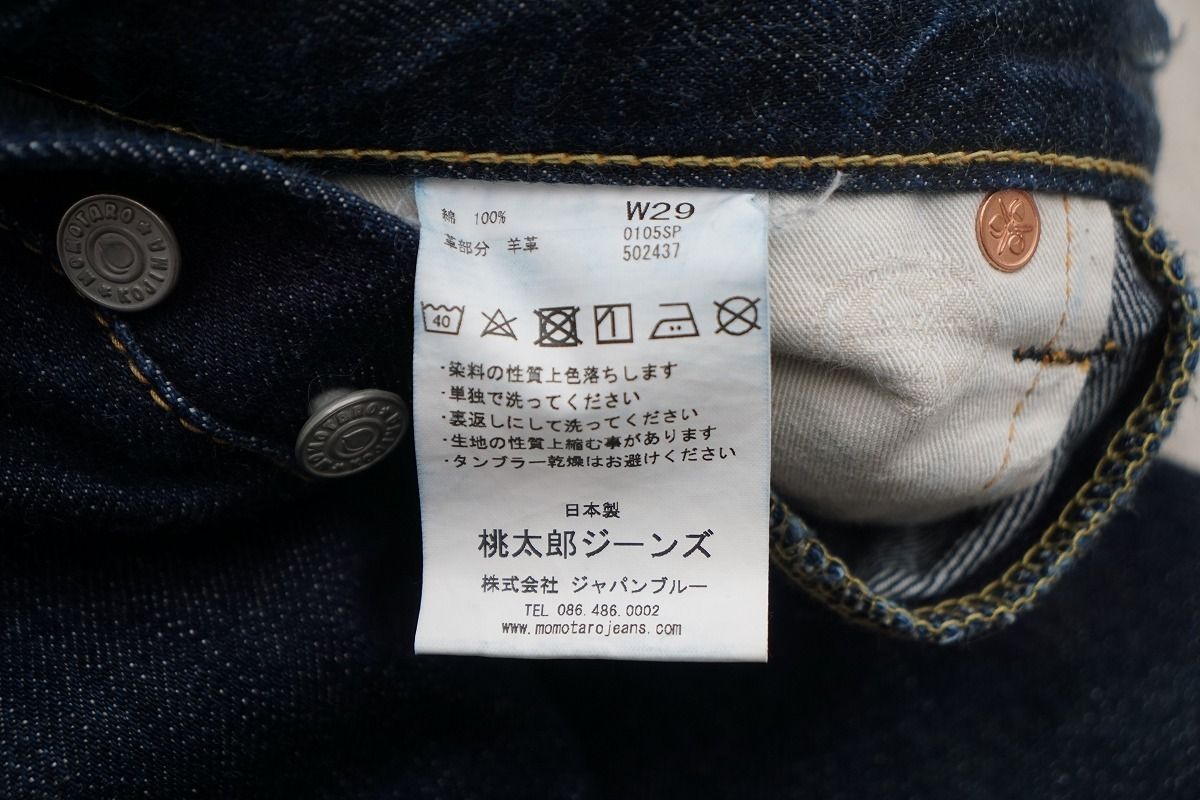 綿 100%
革部分 羊革
W29
0105SP
502437
40
・染料の性質上色落ちします
・単独で洗ってください
・裏返しにして洗ってください
・生地の性質上縮む事があります
・タンブラー乾燥はお避けください
日本製
桃太郎ジーンズ
株式会社 ジャパンブルー
TEL 086.486.0002
www.momotarojeans.com
MOMOTARO★KOJIMA★
MOMOTARO